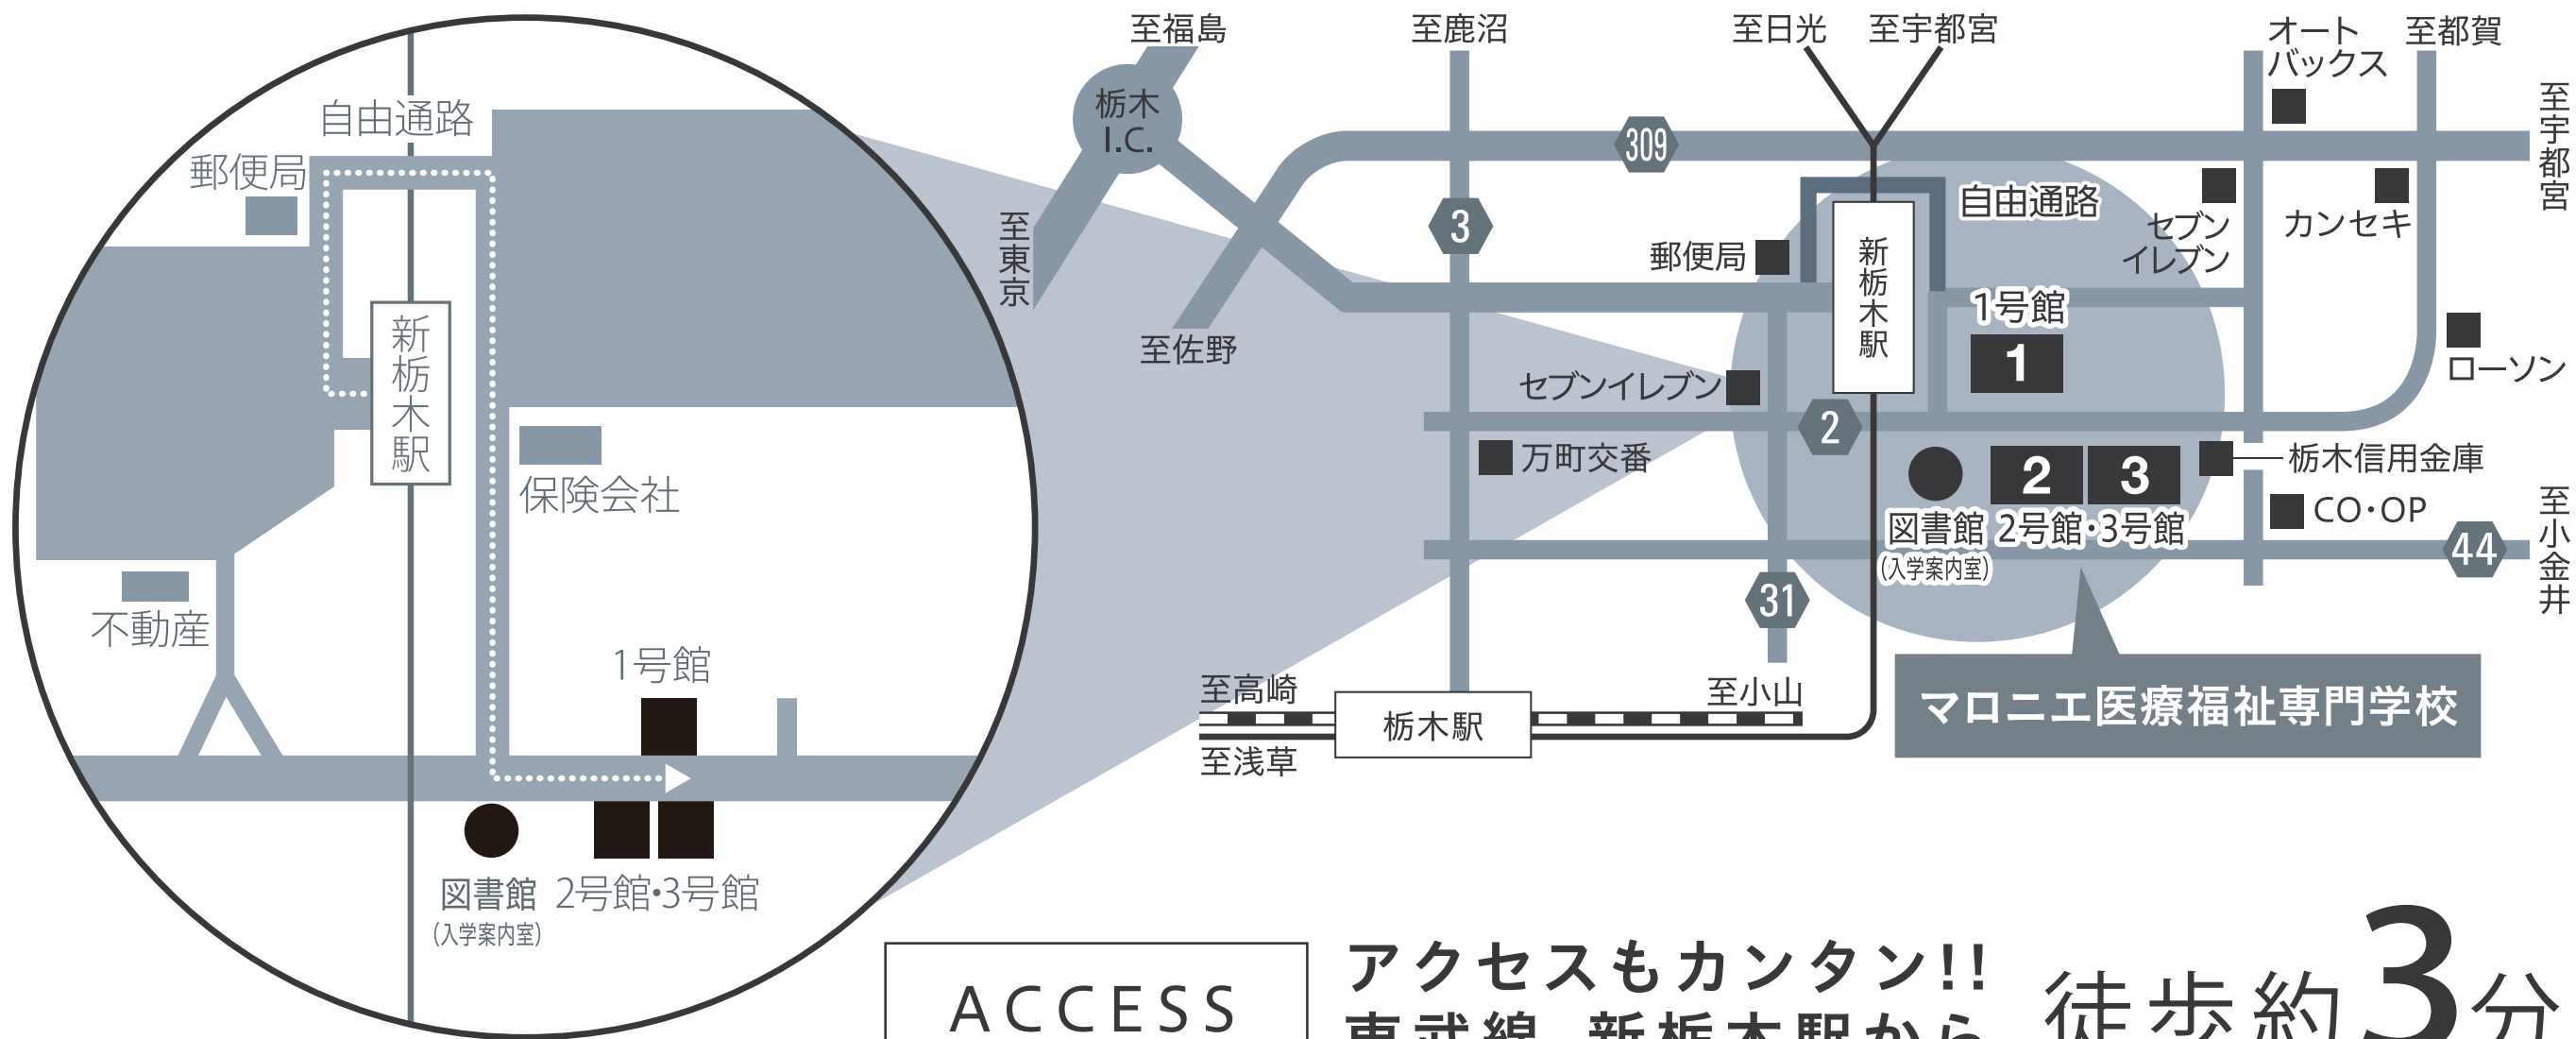 自由通路
郵便局
新栃木駅
保険会社
不動産
1号館
図書館
(入学案内室)
2号館・3号館
至福島
栃木
I.C.
至東京
至佐野
至鹿沼
至日光
至宇都宮
オート
バックス
至都賀
至宇都宮
309
3
自由通路
郵便局
新栃木駅
セブン
イレブン
カンセキ
1号館
1
ローソン
セブンイレブン
2
万町交番
2
3
栃木信用金庫
図書館
(入学案内室)
2号館・3号館
CO・OP
44
至小金井
31
マロニエ医療福祉専門学校
至高崎
至浅草
栃木駅
至小山
ACCESS
アクセスもカンタン!!
東武線 新栃木駅から
徒歩約3分